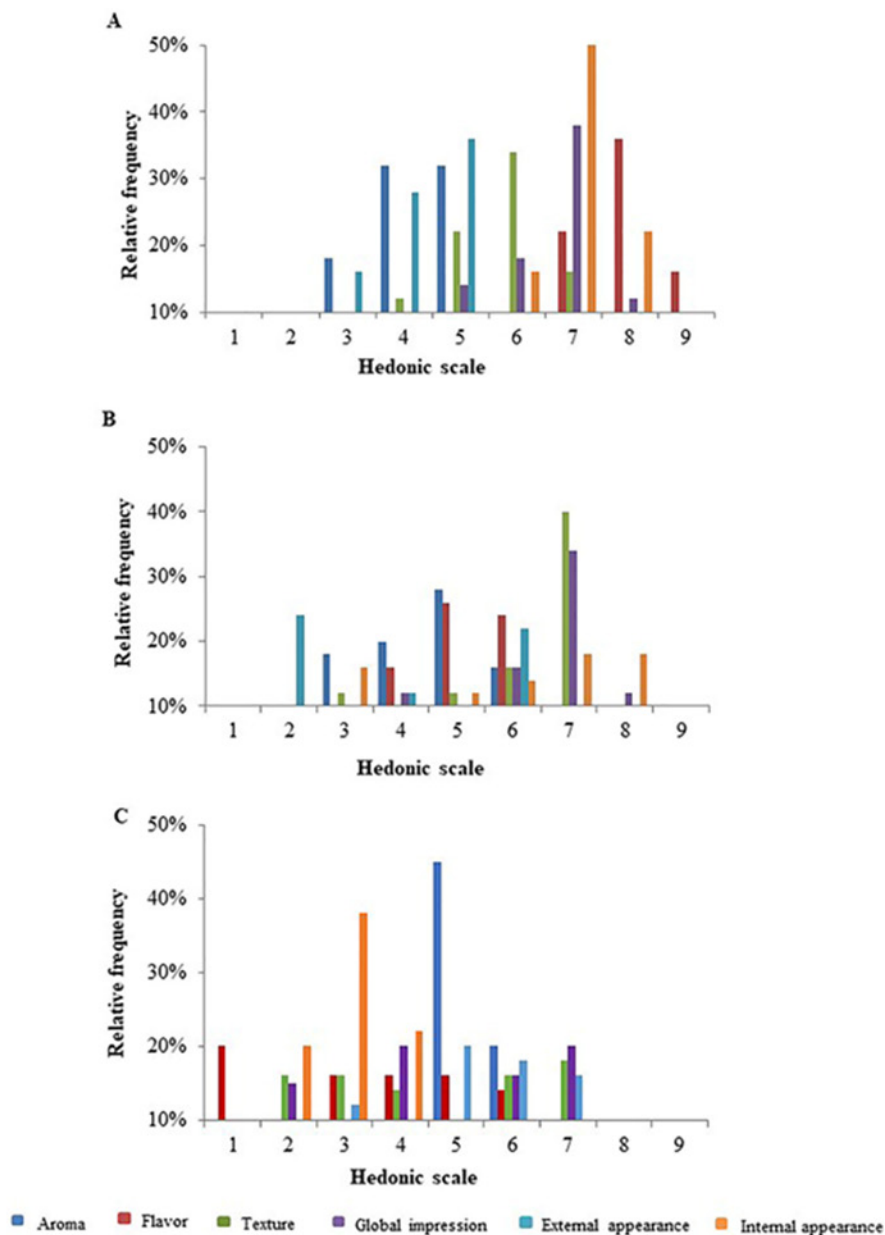 A
50%
40%
30%
20%
10%
Relative frequency
1 2 3 4 5 6 7 8 9
Hedonic scale
B
50%
40%
30%
20%
10%
Relative frequency
1 2 3 4 5 6 7 8 9
Hedonic scale
C
50%
40%
30%
20%
10%
Relative frequency
1 2 3 4 5 6 7 8 9
Hedonic scale
Aroma Flavor Texture Global impression External appearance Internal appearance